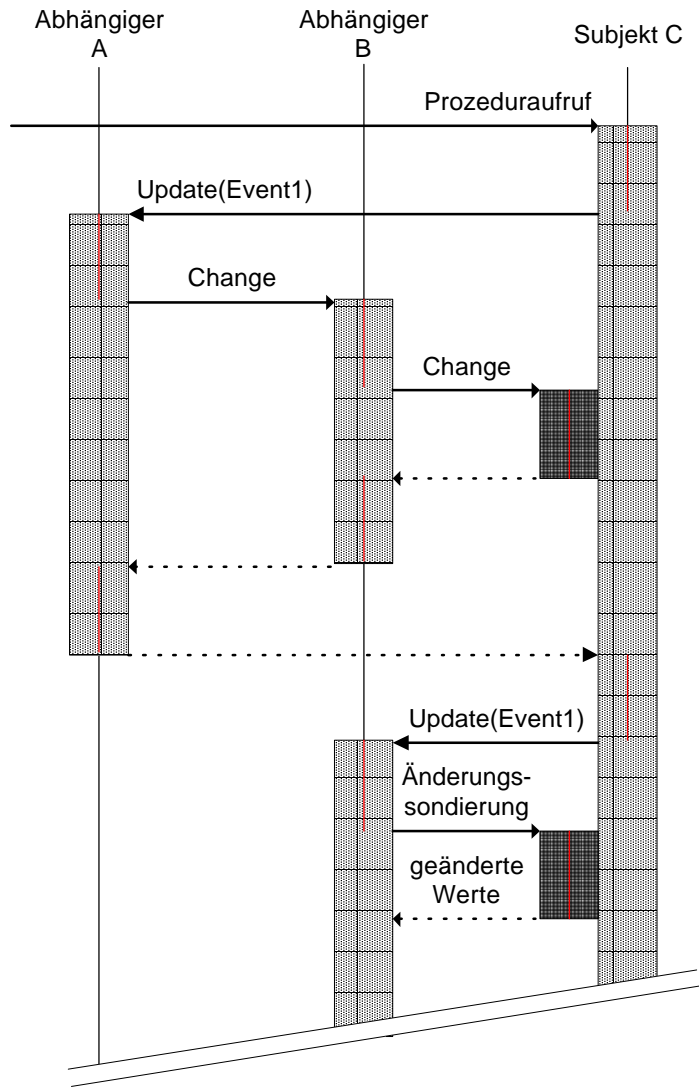 Abhängiger
A
Abhängiger
B
Subjekt C
Prozeduraufruf
Update(Event1)
Change
Change
Update(Event1)
Änderungs-
sondierung
geänderte
Werte